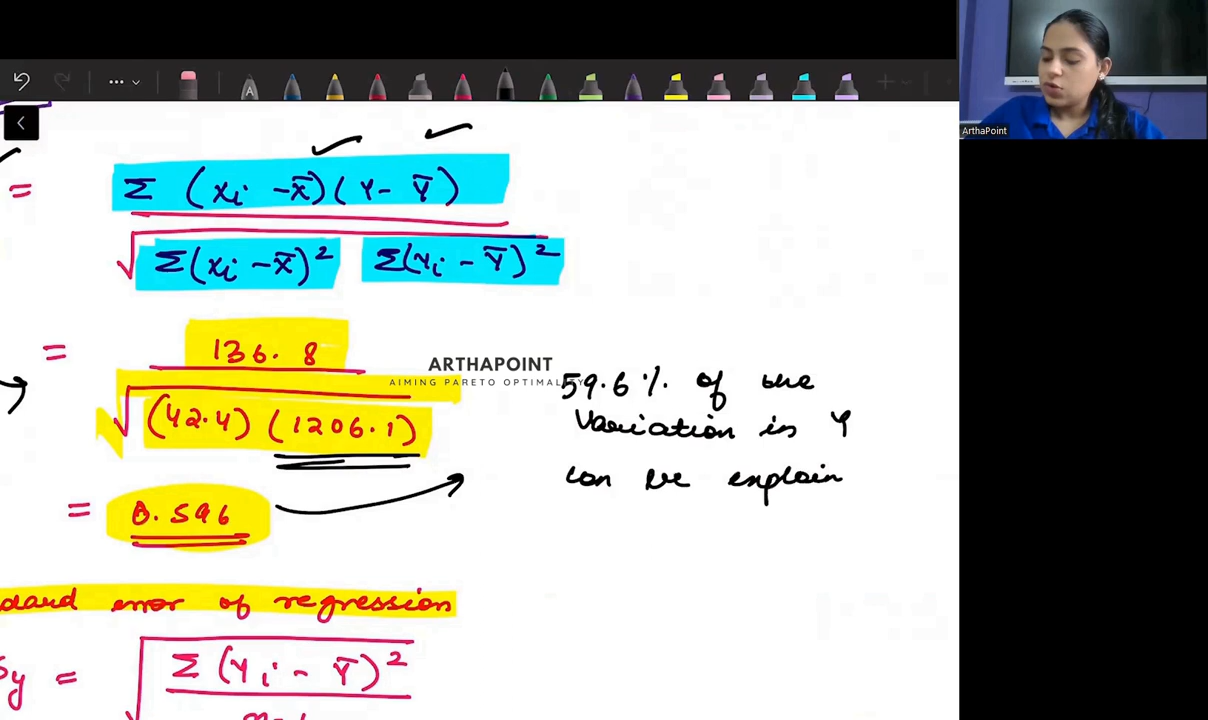 A
ArthaPoint
= Σ (xi - x̄)(Y - Ȳ)
√ Σ(xi - x̄)² Σ(Yi - Ȳ)²
= 136.8
√ (42.4) (1206.1)
ARTHAPOINT
AIMING PARETO OPTIMALITY
59.6% of the
Variation in Y
can be explain
= 0.596
ndard error of regression
Sy = √ Σ (Yi - Ȳ)²